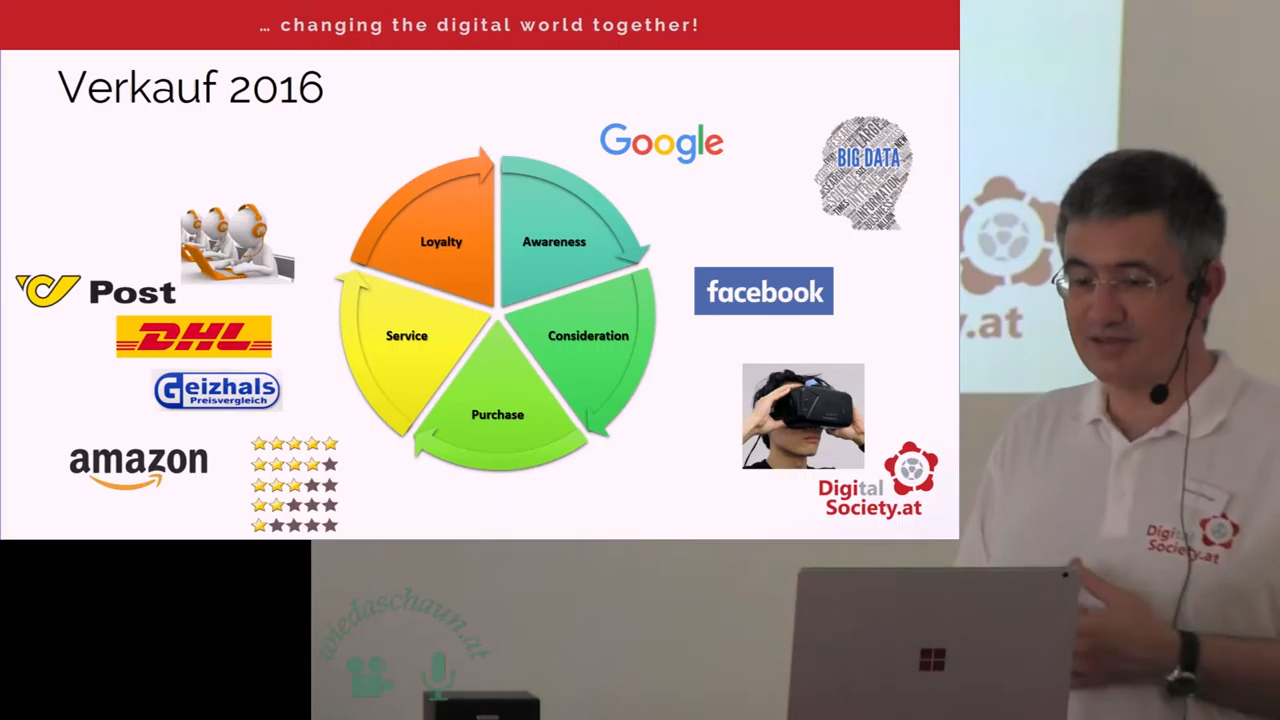 … changing the digital world together!
Verkauf 2016
Google
BIG DATA
Loyalty
Awareness
Post
facebook
DHL
Service
Consideration
Geizhals
Preisvergleich
Purchase
amazon
Digital
Society.at
y.at
Digital
Society.at
wiedaschaun.at